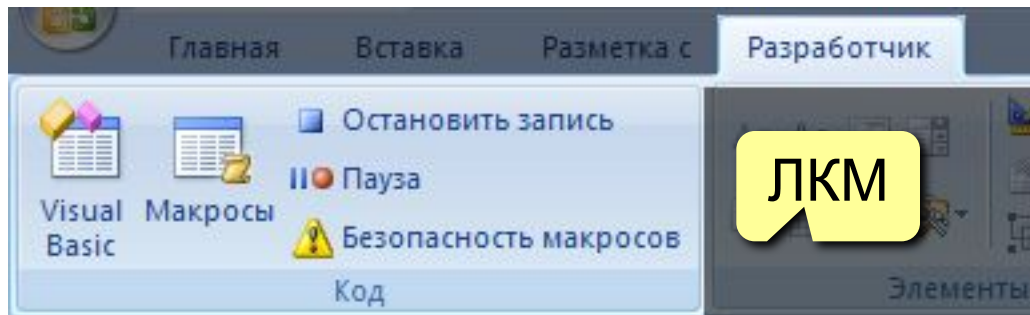 Главная Вставка Разметка с Разработчик
Остановить запись
Пауза
Visual Basic
Макросы
Безопасность макросов
ЛКМ
Код
Элементы